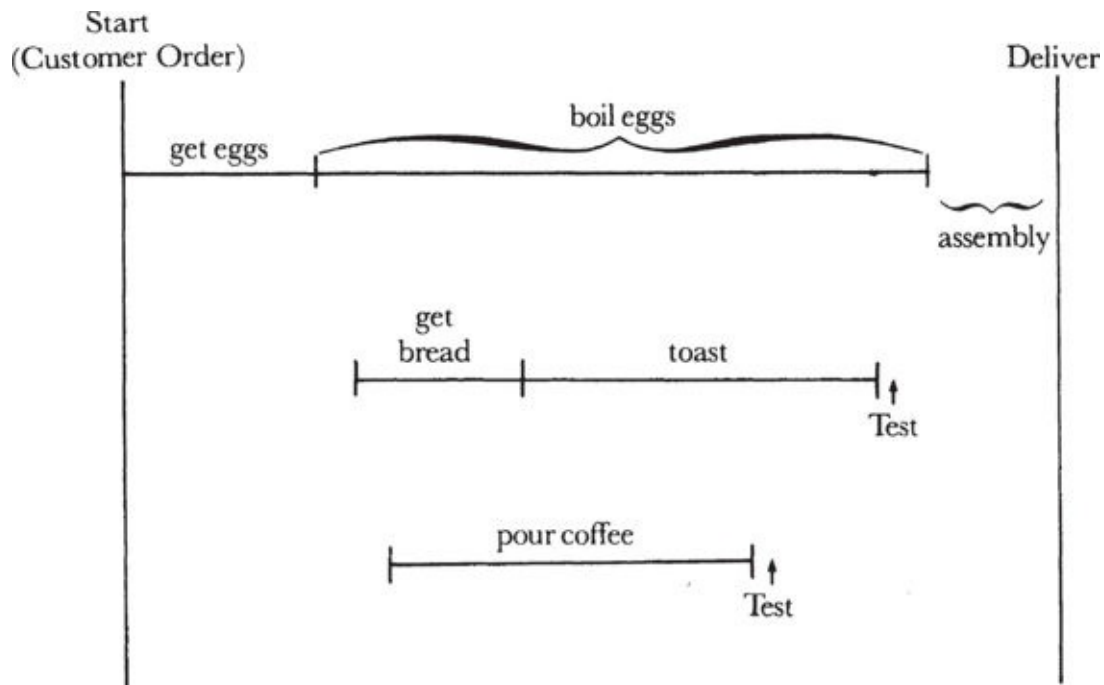 Start
(Customer Order)
Deliver
boil eggs
get eggs
assembly
get
bread
toast
Test
pour coffee
Test